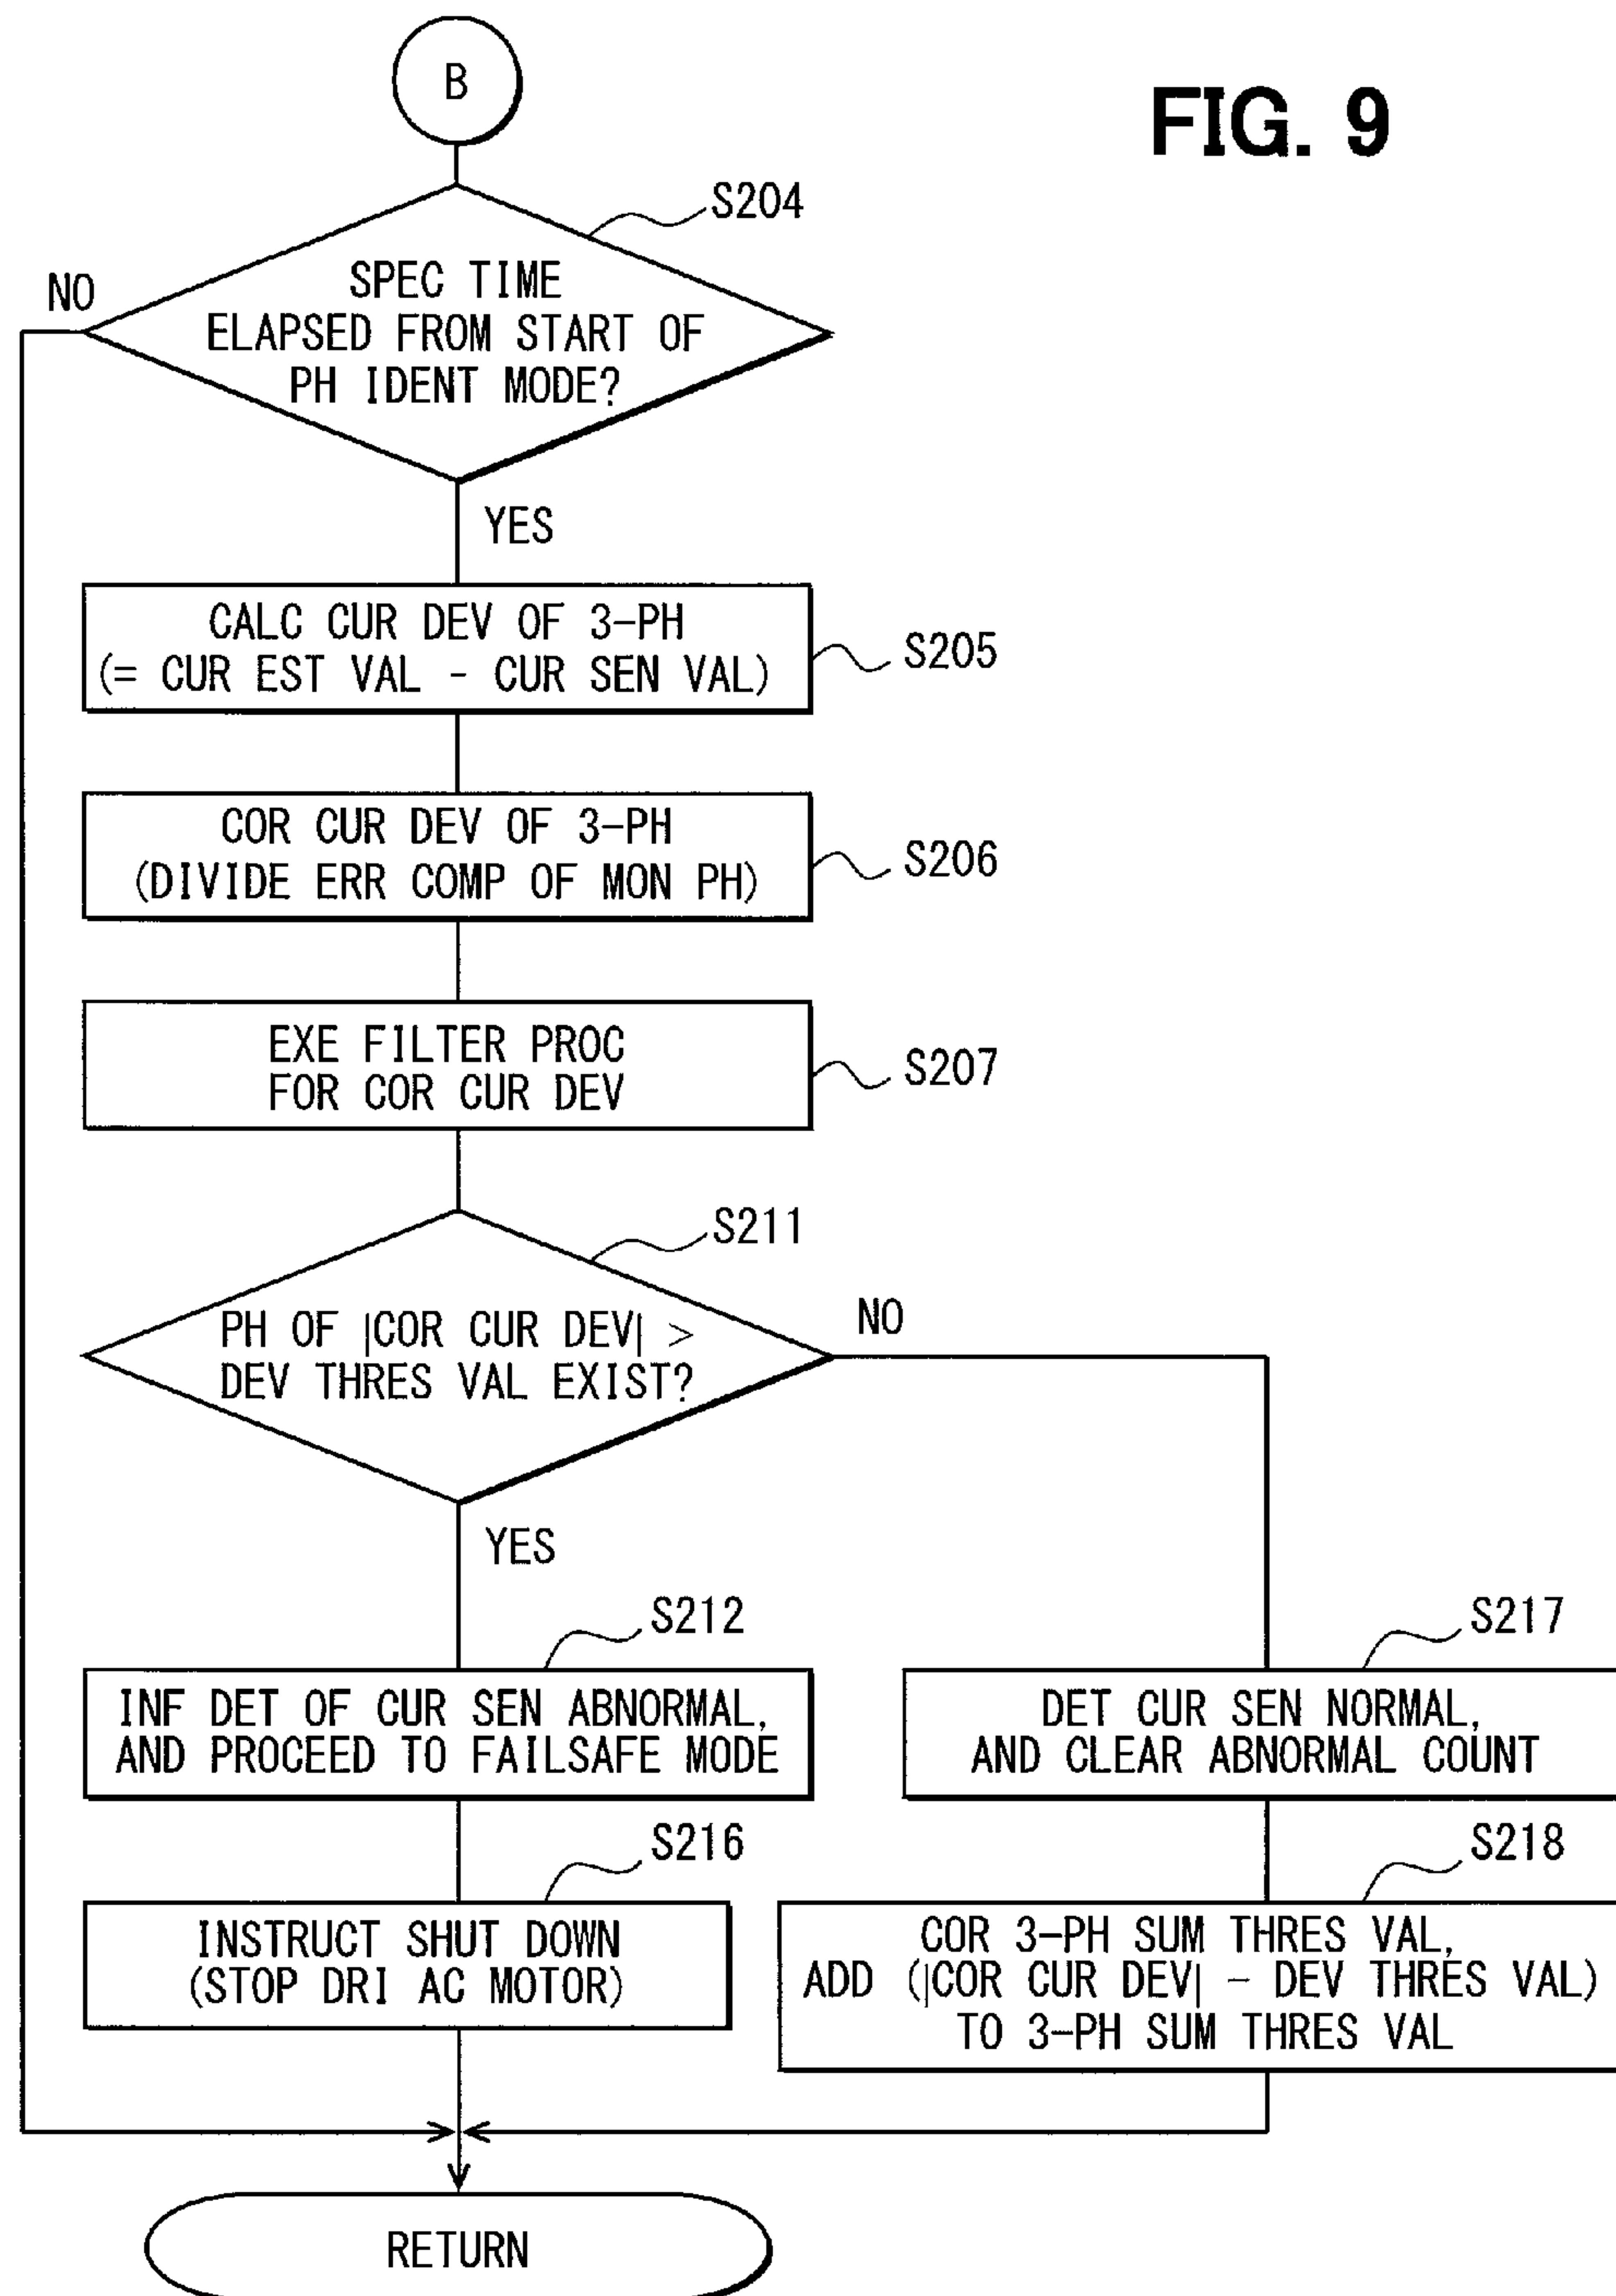 B
FIG. 9
S204
NO
SPEC TIME
ELAPSED FROM START OF
PH IDENT MODE?
YES
CALC CUR DEV OF 3-PH
(= CUR EST VAL - CUR SEN VAL)
S205
COR CUR DEV OF 3-PH
(DIVIDE ERR COMP OF MON PH)
S206
EXE FILTER PROC
FOR COR CUR DEV
S207
S211
PH OF |COR CUR DEV| >
DEV THRES VAL EXIST?
NO
YES
S212
INF DET OF CUR SEN ABNORMAL,
AND PROCEED TO FAILSAFE MODE
S217
DET CUR SEN NORMAL,
AND CLEAR ABNORMAL COUNT
S216
INSTRUCT SHUT DOWN
(STOP DRI AC MOTOR)
S218
COR 3-PH SUM THRES VAL,
ADD (|COR CUR DEV| - DEV THRES VAL)
TO 3-PH SUM THRES VAL
RETURN